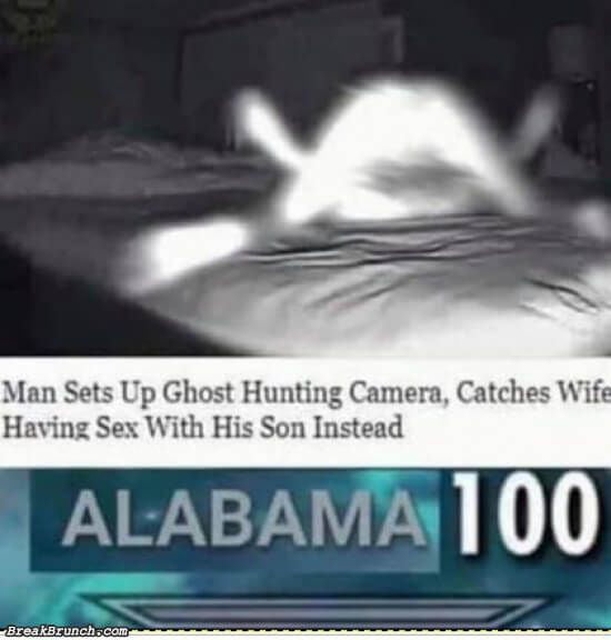 Man Sets Up Ghost Hunting Camera, Catches Wife
Having Sex With His Son Instead
ALABAMA 100
BreakBrunch.com